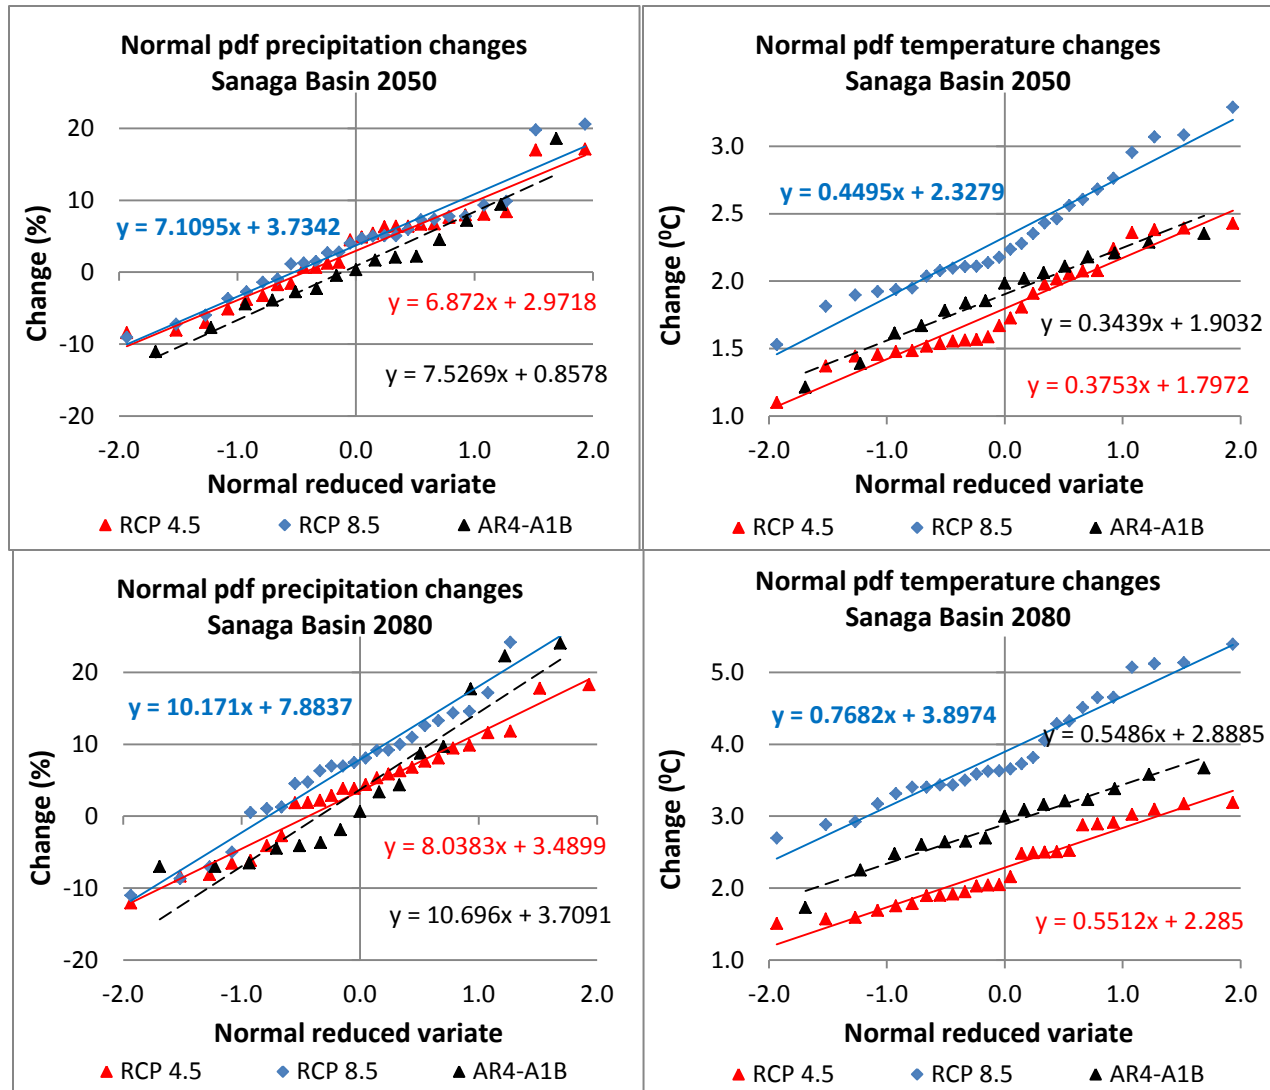 Normal pdf precipitation changes
Sanaga Basin 2050
Change (%)
20
10
0
-10
-20
y = 7.1095x + 3.7342
y = 6.872x + 2.9718
y = 7.5269x + 0.8578
-2.0 -1.0 0.0 1.0 2.0
Normal reduced variate
RCP 4.5 RCP 8.5 AR4-A1B
Normal pdf temperature changes
Sanaga Basin 2050
Change (⁰C)
3.0
2.5
2.0
1.5
1.0
y = 0.4495x + 2.3279
y = 0.3439x + 1.9032
y = 0.3753x + 1.7972
-2.0 -1.0 0.0 1.0 2.0
Normal reduced variate
RCP 4.5 RCP 8.5 AR4-A1B
Normal pdf precipitation changes
Sanaga Basin 2080
Change (%)
20
10
0
-10
-20
y = 10.171x + 7.8837
y = 8.0383x + 3.4899
y = 10.696x + 3.7091
-2.0 -1.0 0.0 1.0 2.0
Normal reduced variate
RCP 4.5 RCP 8.5 AR4-A1B
Normal pdf temperature changes
Sanaga Basin 2080
Change (⁰C)
5.0
4.0
3.0
2.0
1.0
y = 0.7682x + 3.8974
y = 0.5486x + 2.8885
y = 0.5512x + 2.285
-2.0 -1.0 0.0 1.0 2.0
Normal reduced variate
RCP 4.5 RCP 8.5 AR4-A1B